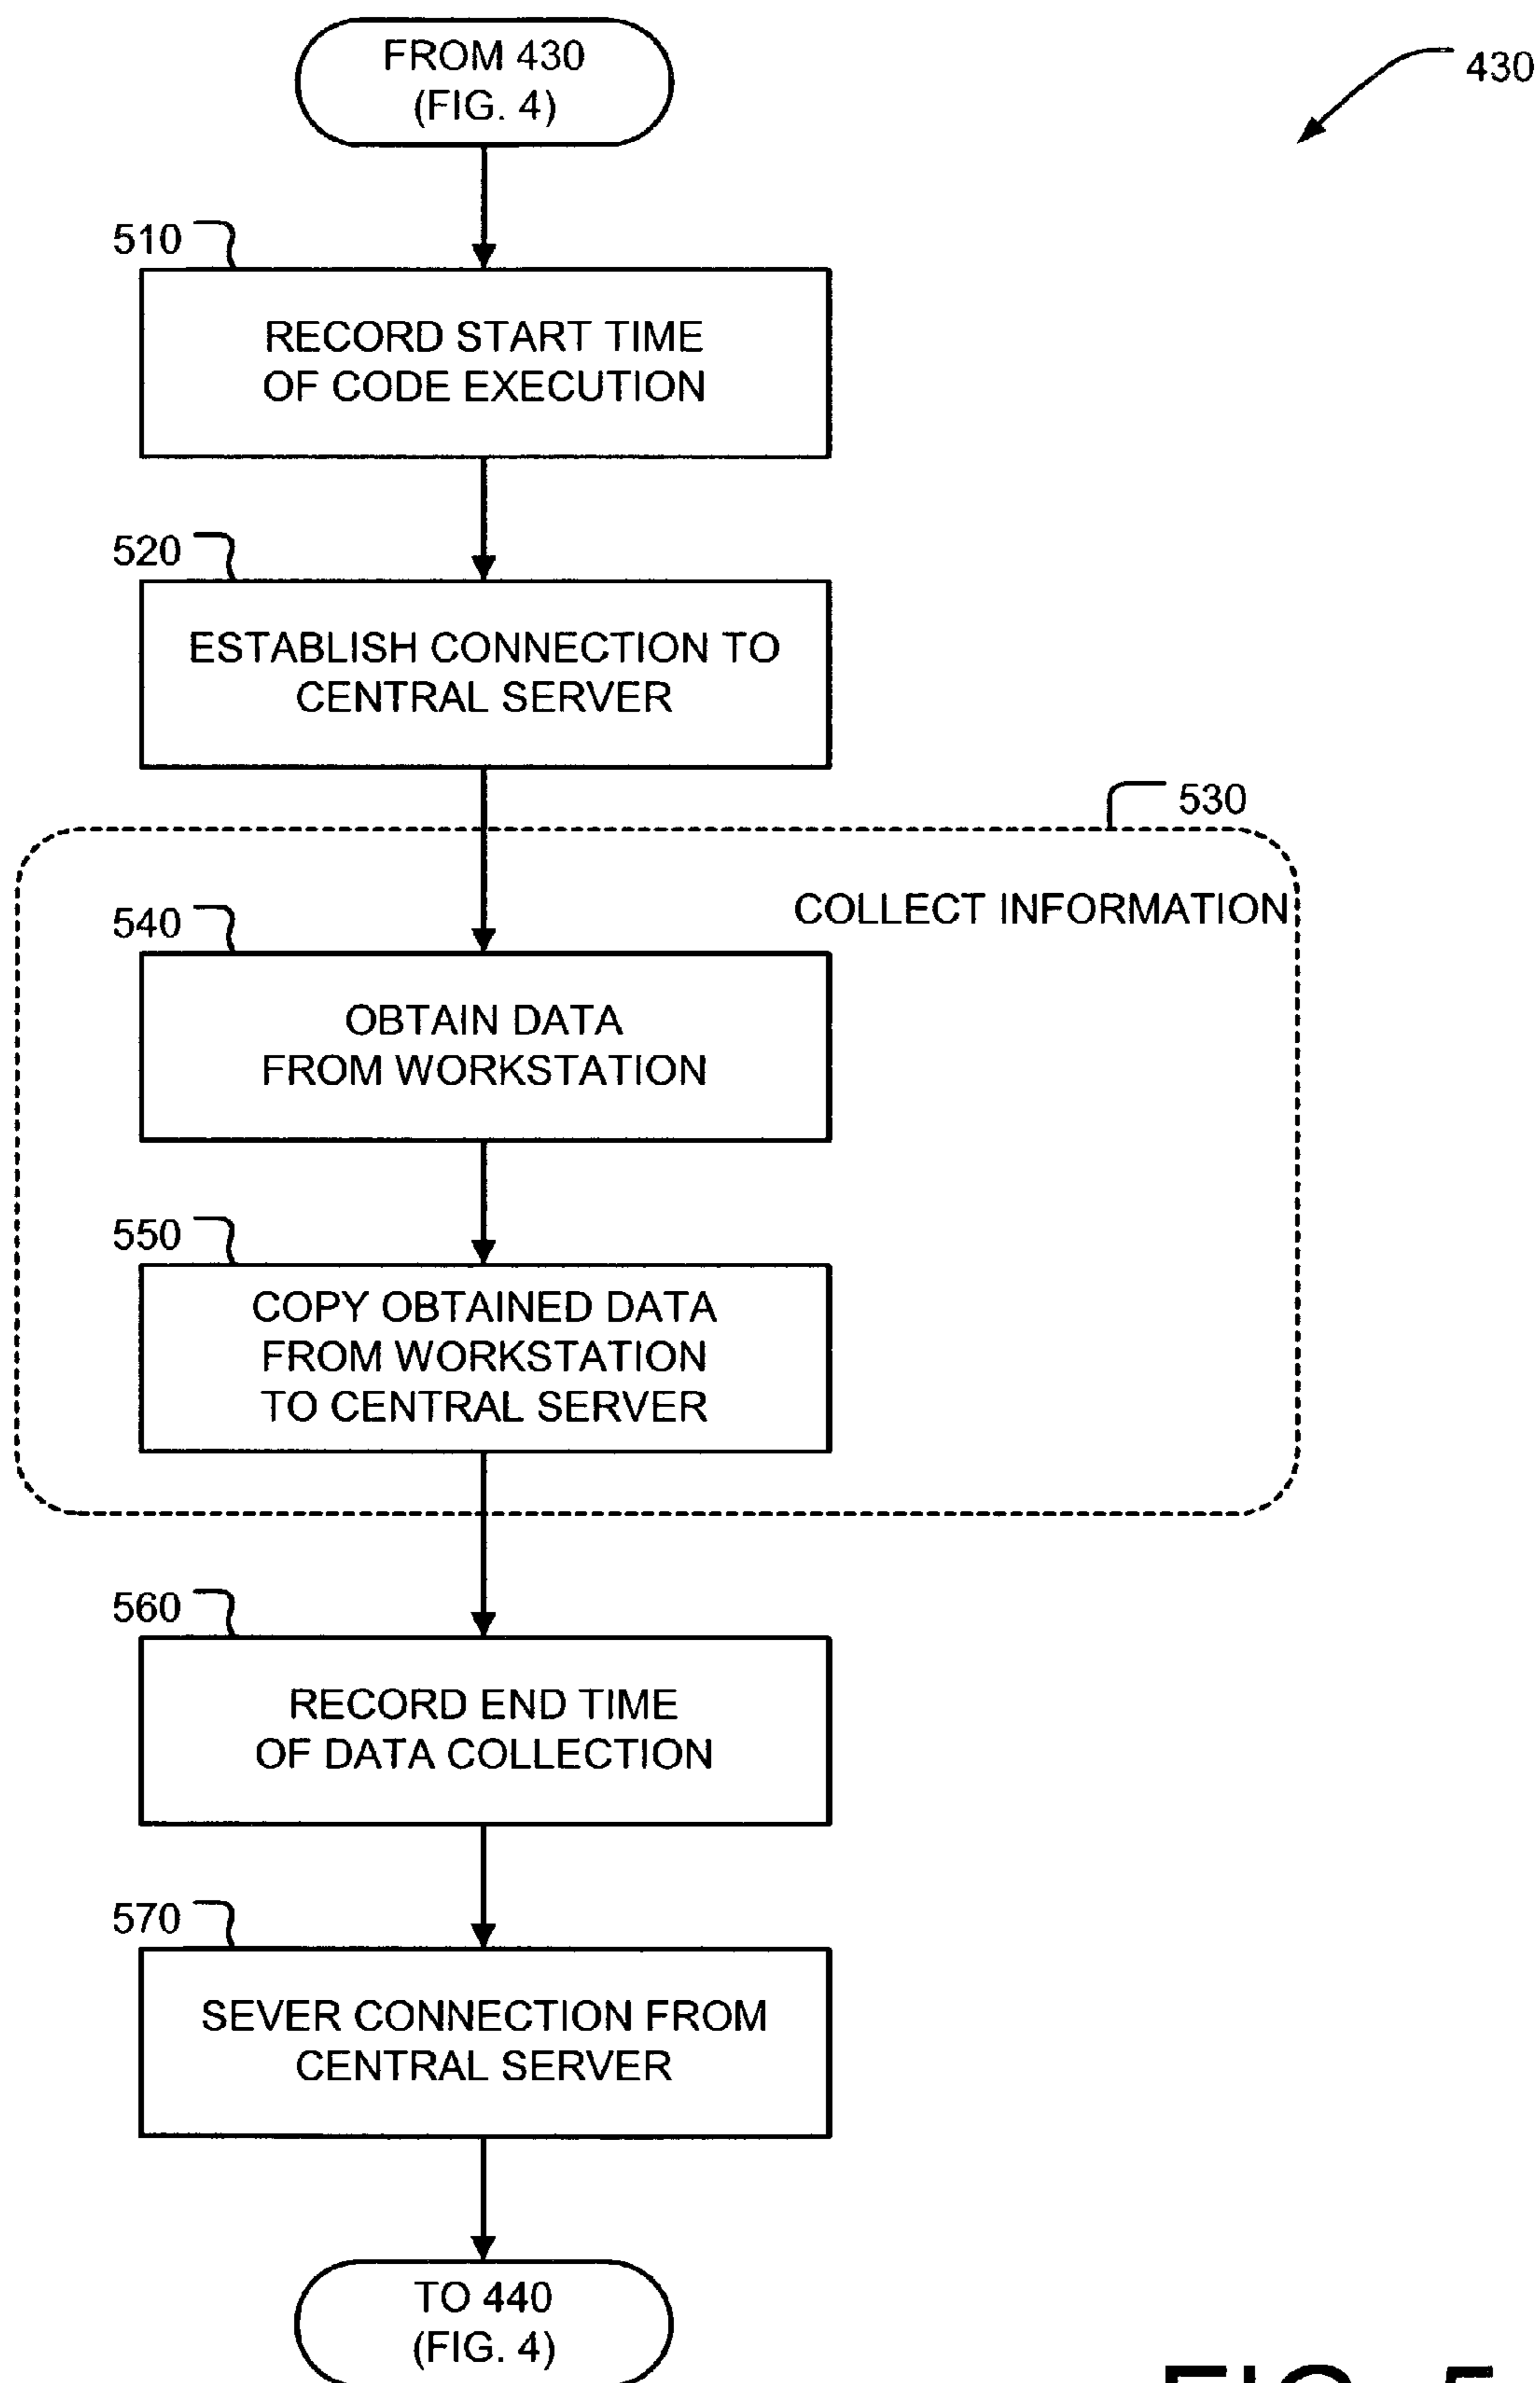 FROM 430
(FIG. 4)
430
510
RECORD START TIME
OF CODE EXECUTION
520
ESTABLISH CONNECTION TO
CENTRAL SERVER
530
COLLECT INFORMATION
540
OBTAIN DATA
FROM WORKSTATION
550
COPY OBTAINED DATA
FROM WORKSTATION
TO CENTRAL SERVER
560
RECORD END TIME
OF DATA COLLECTION
570
SEVER CONNECTION FROM
CENTRAL SERVER
TO 440
(FIG. 4)